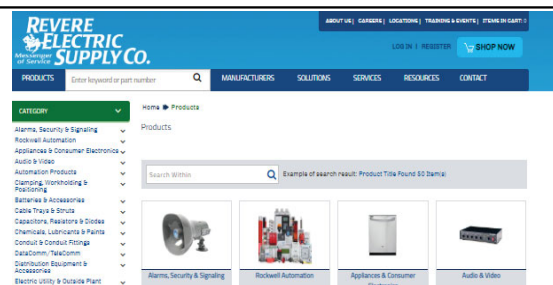 REVERE
ELECTRIC
Messenger of Service SUPPLY CO.
ABOUT US | CAREERS | LOCATIONS | TRAINING & EVENTS | ITEMS IN CART:0
LOG IN | REGISTER SHOP NOW
PRODUCTS Enter keyword or part number MANUFACTURERS SOLUTIONS SERVICES RESOURCES CONTACT
CATEGORY
Home Products
Products
Alarms, Security & Signaling
Rockwell Automation
Appliances & Consumer Electronics
Audio & Video
Automation Products
Clamping, Workholding &
Positioning
Batteries & Accessories
Cable Trays & Struts
Capacitors, Resistors & Diodes
Chemicals, Lubricants & Paints
Conduit & Conduit Fittings
DataComm/TeleComm
Distribution Equipment &
Accessories
Electric Utility & Outside Plant
Search Within Example of search result: Product Title Found 50 Item(s)
Alarms, Security & Signaling Rockwell Automation Appliances & Consumer Audio & Video